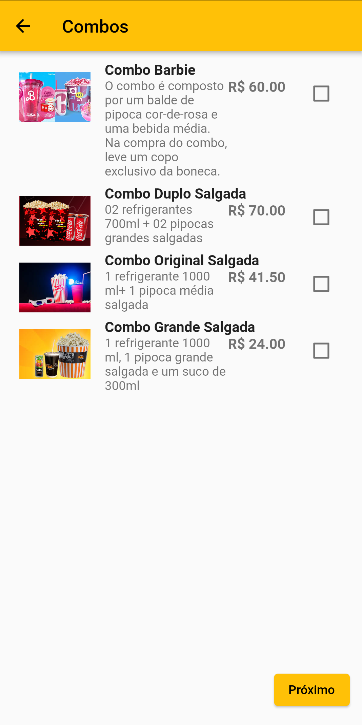 Combos
Combo Barbie
O combo é composto
por um balde de
pipoca cor-de-rosa e
uma bebida média.
Na compra do combo,
leve um copo
exclusivo da boneca.
R$ 60.00
Combo Duplo Salgada
02 refrigerantes
700ml + 02 pipocas
grandes salgadas
R$ 70.00
Combo Original Salgada
1 refrigerante 1000
ml+ 1 pipoca média
salgada
R$ 41.50
Combo Grande Salgada
1 refrigerante 1000
ml, 1 pipoca grande
salgada e um suco de
300ml
R$ 24.00
Próximo